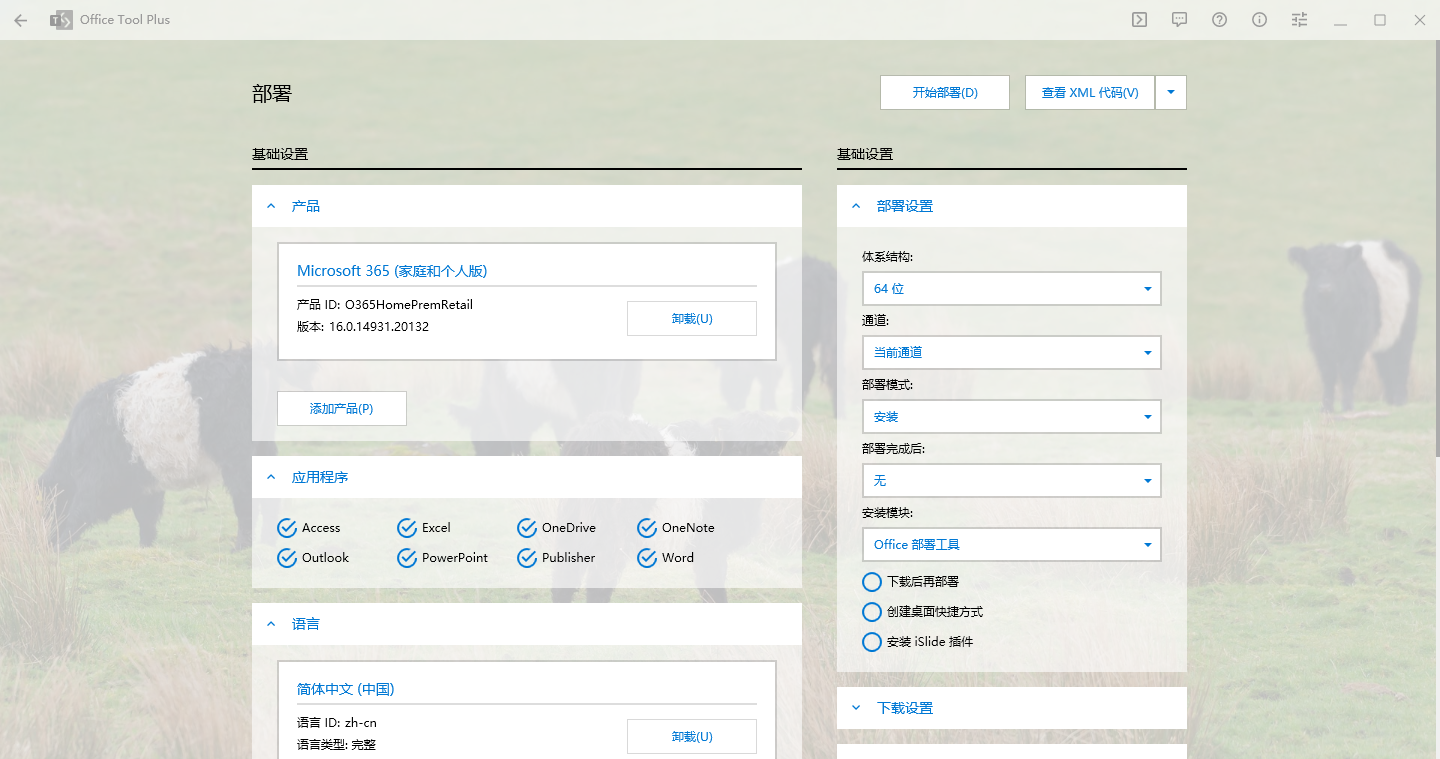 Office Tool Plus
部署
开始部署(D)
查看 XML 代码(V)
基础设置
产品
Microsoft 365 (家庭和个人版)
产品 ID: O365HomePremRetail
版本: 16.0.14931.20132
卸载(U)
添加产品(P)
应用程序
Access
Excel
OneDrive
OneNote
Outlook
PowerPoint
Publisher
Word
语言
简体中文 (中国)
语言 ID: zh-cn
语言类型: 完整
卸载(U)
基础设置
部署设置
体系结构:
64 位
通道:
当前通道
部署模式:
安装
部署完成后:
无
安装模块:
Office 部署工具
下载后再部署
创建桌面快捷方式
安装 iSlide 插件
下载设置